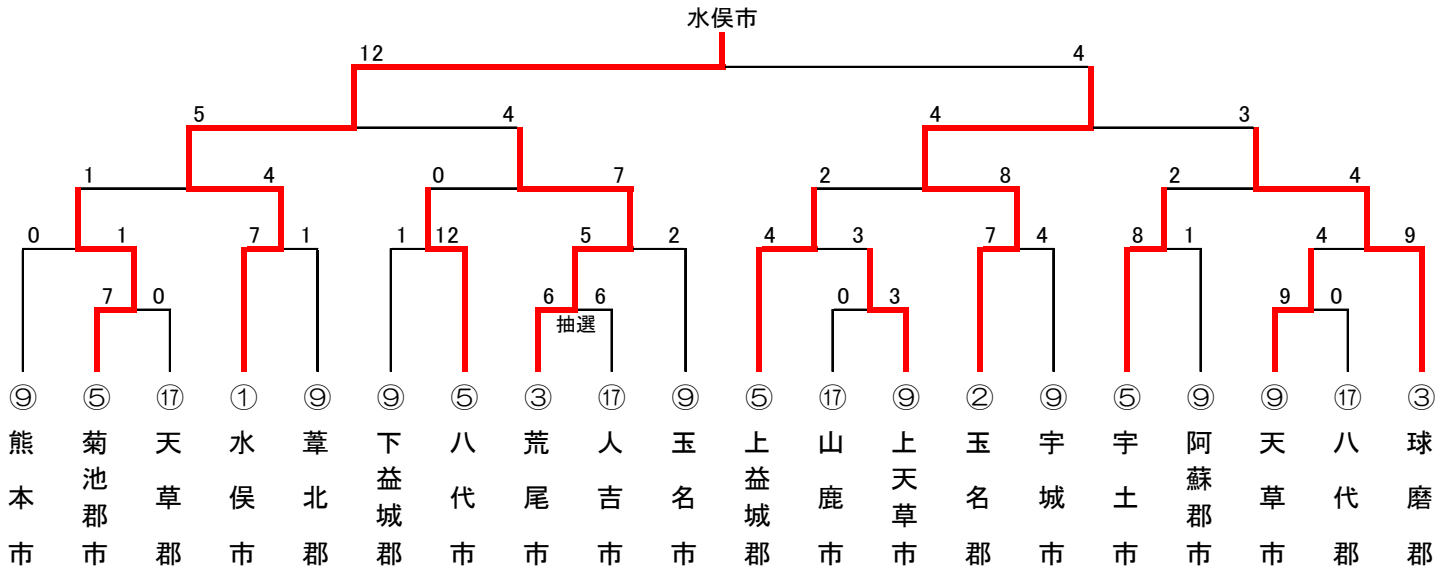 水俣市
12 4
5 4 4 3
1 4 0 7 2 8 2 4
0 1 7 1 1 12 5 2 4 3 7 4 8 1 4 9
7 0 6 6 0 3 9 0
抽選
⑨ ⑤ ⑰ ① ⑨ ⑨ ⑤ ③ ⑰ ⑨ ⑤ ⑰ ⑨ ② ⑨ ⑤ ⑨ ⑨ ⑰ ③
熊本市
菊池郡市
天草郡
水俣市
葦北郡
下益城郡
八代市
荒尾市
人吉市
玉名市
上益城郡
山鹿市
上天草市
玉名郡
宇城市
宇土市
阿蘇郡市
天草市
八代郡
球磨郡